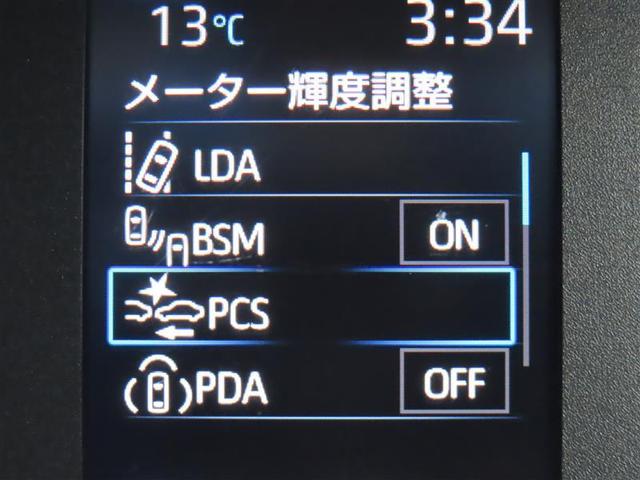 13℃ 3:34
メーター輝度調整
LDA
BSM ON
PCS
PDA OFF